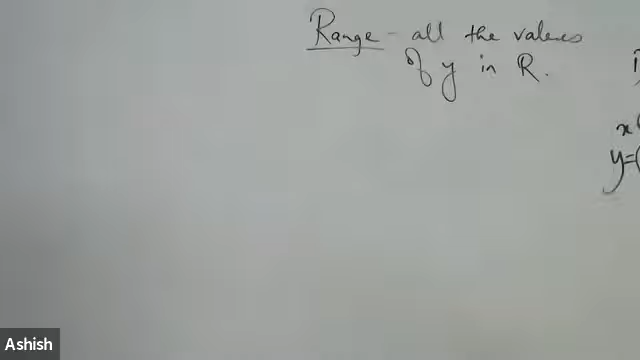 Range - all the values
of y in R.
x
y=(
Ashish